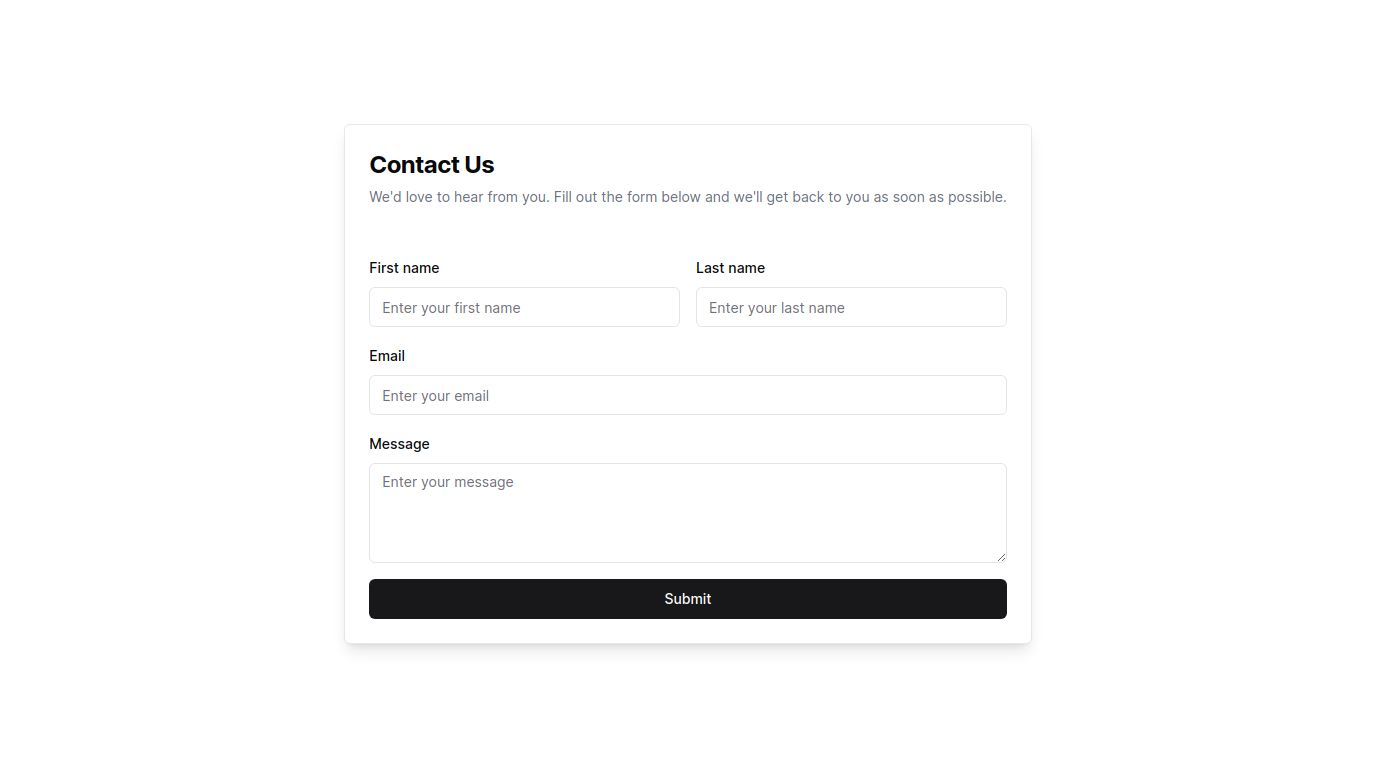 Contact Us
We'd love to hear from you. Fill out the form below and we'll get back to you as soon as possible.
First name
Last name
Enter your first name
Enter your last name
Email
Enter your email
Message
Enter your message
Submit